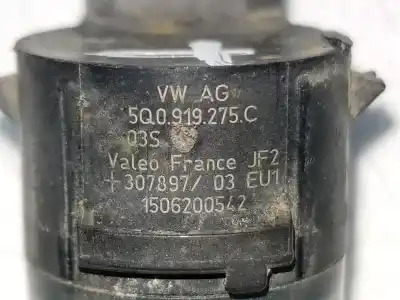 VW AG
5Q0.919.275.C
03S
Valeo France JF2
+307897/ 03 EU1
1506200542